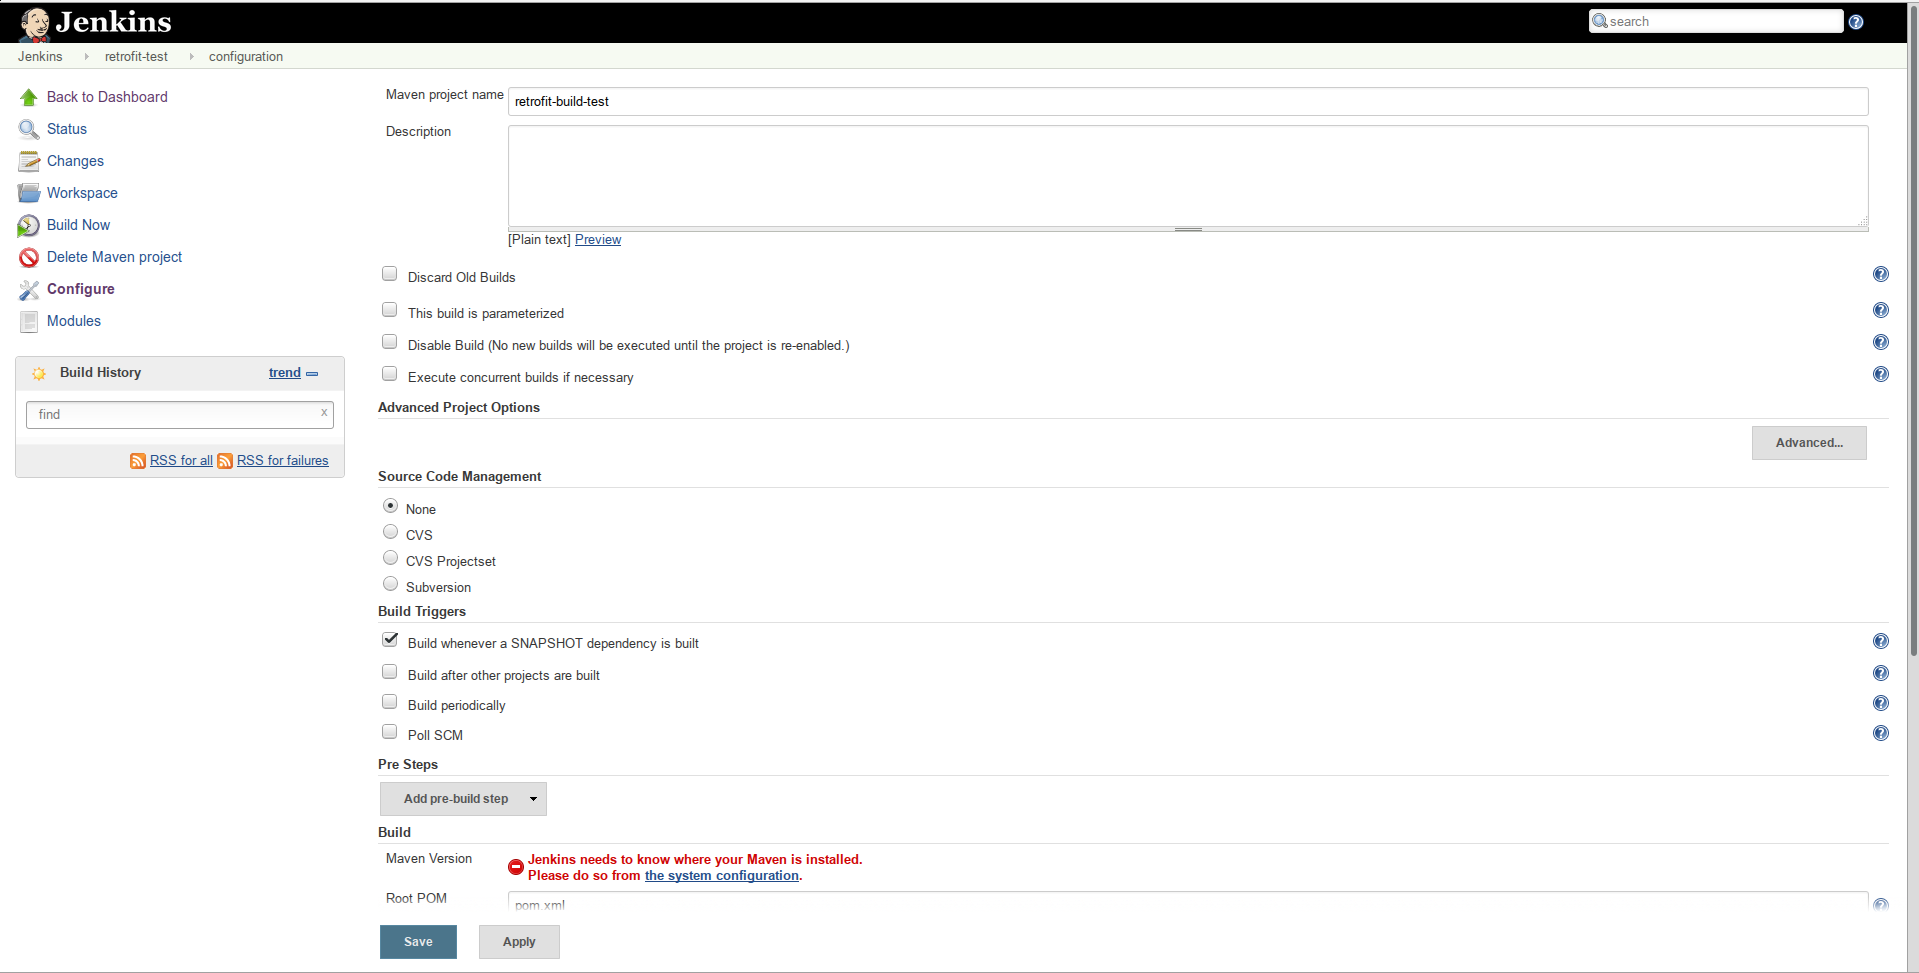 Jenkins
search
Jenkins retrofit-test configuration
Back to Dashboard
Status
Changes
Workspace
Build Now
Delete Maven project
Configure
Modules
Build History trend
find x
RSS for all RSS for failures
Maven project name retrofit-build-test
Description
[Plain text] Preview
Discard Old Builds
This build is parameterized
Disable Build (No new builds will be executed until the project is re-enabled.)
Execute concurrent builds if necessary
Advanced Project Options
Advanced...
Source Code Management
None
CVS
CVS Projectset
Subversion
Build Triggers
Build whenever a SNAPSHOT dependency is built
Build after other projects are built
Build periodically
Poll SCM
Pre Steps
Add pre-build step
Build
Maven Version Jenkins needs to know where your Maven is installed.
Please do so from the system configuration.
Root POM pom.xml
Save Apply